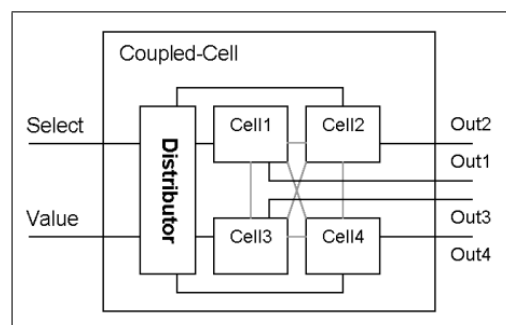 Coupled-Cell
Select
Value
Distributor
Cell1
Cell2
Cell3
Cell4
Out2
Out1
Out3
Out4